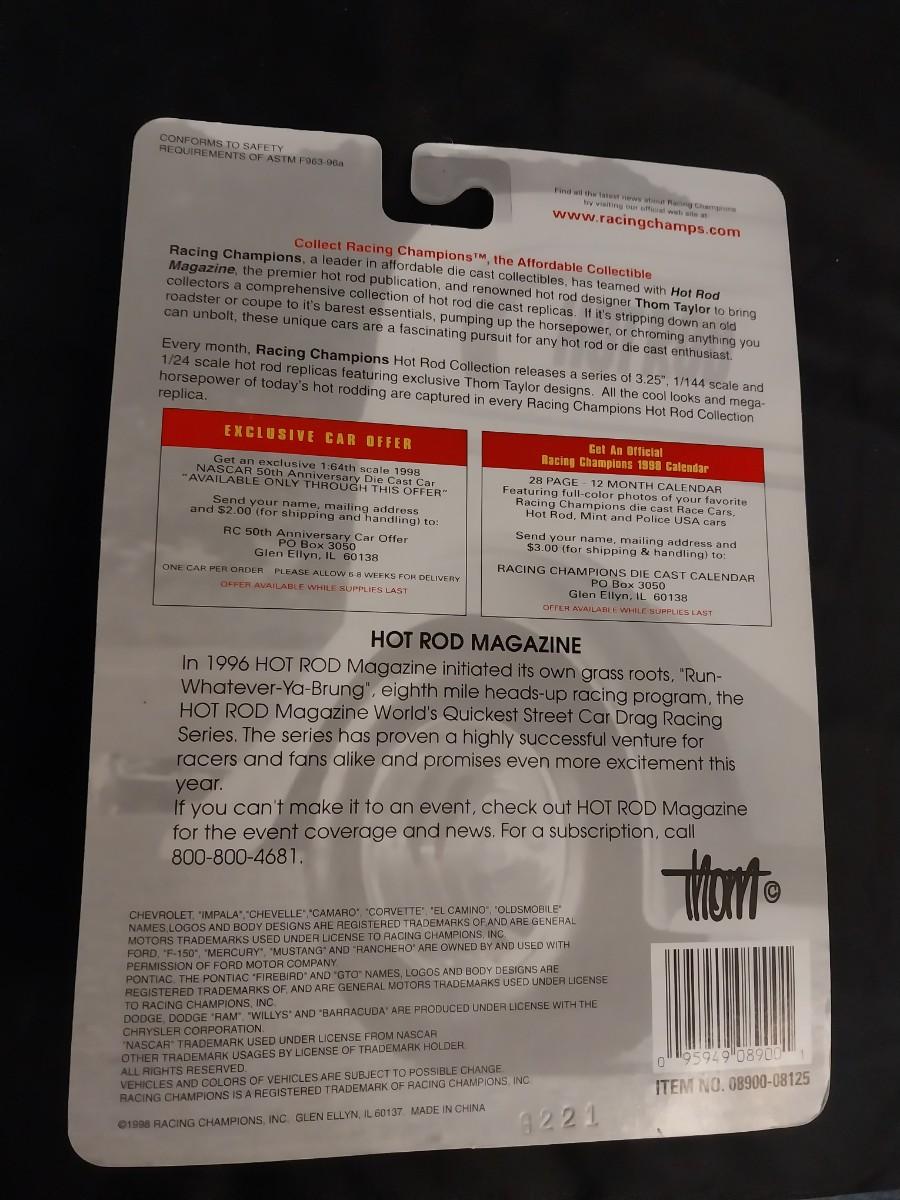 CONFORMS TO SAFETY
REQUIREMENTS OF ASTM F963-96a
Find all the latest news about Racing Champions
by visiting our official web site at:
www.racingchamps.com
Collect Racing Champions™, the Affordable Collectible
Racing Champions, a leader in affordable die cast collectibles, has teamed with Hot Rod
Magazine, the premier hot rod publication, and renowned hot rod designer Thom Taylor to bring
collectors a comprehensive collection of hot rod die cast replicas. If it's stripping down an old
roadster or coupe to it's barest essentials, pumping up the horsepower, or chroming anything you
can unbolt, these unique cars are a fascinating pursuit for any hot rod or die cast enthusiast.
Every month, Racing Champions Hot Rod Collection releases a series of 3.25", 1/144 scale and
1/24 scale hot rod replicas featuring exclusive Thom Taylor designs. All the cool looks and mega-
horsepower of today's hot rodding are captured in every Racing Champions Hot Rod Collection
replica.
EXCLUSIVE CAR OFFER
Get an exclusive 1:64th scale 1998
NASCAR 50th Anniversary Die Cast Car
"AVAILABLE ONLY THROUGH THIS OFFER"
Send your name, mailing address
and $2.00 (for shipping and handling) to:
RC 50th Anniversary Car Offer
PO Box 3050
Glen Ellyn, IL 60138
ONE CAR PER ORDER PLEASE ALLOW 6-8 WEEKS FOR DELIVERY
OFFER AVAILABLE WHILE SUPPLIES LAST
Get An Official
Racing Champions 1998 Calendar
28 PAGE - 12 MONTH CALENDAR
Featuring full-color photos of your favorite
Racing Champions die cast Race Cars,
Hot Rod, Mint and Police USA cars
Send your name, mailing address and
$3.00 (for shipping & handling) to:
RACING CHAMPIONS DIE CAST CALENDAR
PO Box 3050
Glen Ellyn, IL 60138
OFFER AVAILABLE WHILE SUPPLIES LAST
HOT ROD MAGAZINE
In 1996 HOT ROD Magazine initiated its own grass roots, "Run-
Whatever-Ya-Brung", eighth mile heads-up racing program, the
HOT ROD Magazine World's Quickest Street Car Drag Racing
Series. The series has proven a highly successful venture for
racers and fans alike and promises even more excitement this
year.
If you can't make it to an event, check out HOT ROD Magazine
for the event coverage and news. For a subscription, call
800-800-4681.
thom ©
CHEVROLET, "IMPALA","CHEVELLE","CAMARO", "CORVETTE", "EL CAMINO", "OLDSMOBILE"
NAMES,LOGOS AND BODY DESIGNS ARE REGISTERED TRADEMARKS OF,AND ARE GENERAL
MOTORS TRADEMARKS USED UNDER LICENSE TO RACING CHAMPIONS, INC.
FORD, "F-150", "MERCURY", "MUSTANG" AND "RANCHERO" ARE OWNED BY AND USED WITH
PERMISSION OF FORD MOTOR COMPANY.
PONTIAC, THE PONTIAC "FIREBIRD" AND "GTO" NAMES, LOGOS AND BODY DESIGNS ARE
REGISTERED TRADEMARKS OF, AND ARE GENERAL MOTORS TRADEMARKS USED UNDER LICENSE
TO RACING CHAMPIONS, INC.
DODGE, DODGE "RAM", "WILLYS" AND "BARRACUDA" ARE PRODUCED UNDER LICENSE WITH THE
CHRYSLER CORPORATION.
"NASCAR" TRADEMARK USED UNDER LICENSE FROM NASCAR
OTHER TRADEMARK USAGES BY LICENSE OF TRADEMARK HOLDER.
ALL RIGHTS RESERVED.
VEHICLES AND COLORS OF VEHICLES ARE SUBJECT TO POSSIBLE CHANGE.
RACING CHAMPIONS IS A REGISTERED TRADEMARK OF RACING CHAMPIONS, INC.
©1998 RACING CHAMPIONS, INC. GLEN ELLYN, IL 60137 MADE IN CHINA
0 95949 08900 1
ITEM NO. 08900-08125